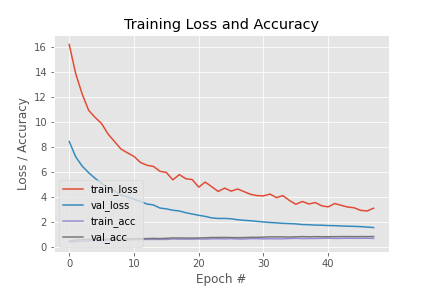 Training Loss and Accuracy
16
14
12
10
8
6
4
2
0
Loss / Accuracy
train_loss
val_loss
train_acc
val_acc
0
10
20
30
40
Epoch #